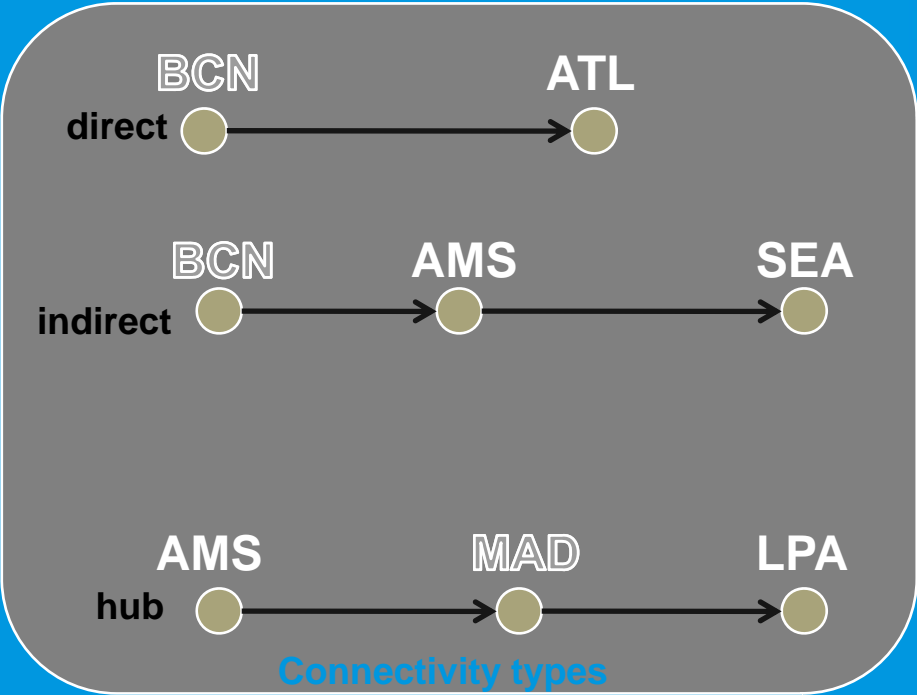 BCN ATL
direct
BCN AMS SEA
indirect
AMS MAD LPA
hub
Connectivity types